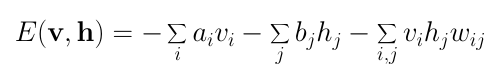 E(𝐯, 𝐡) = − ∑_i a_i v_i − ∑_j b_j h_j − ∑_{i,j} v_i h_j w_{ij}